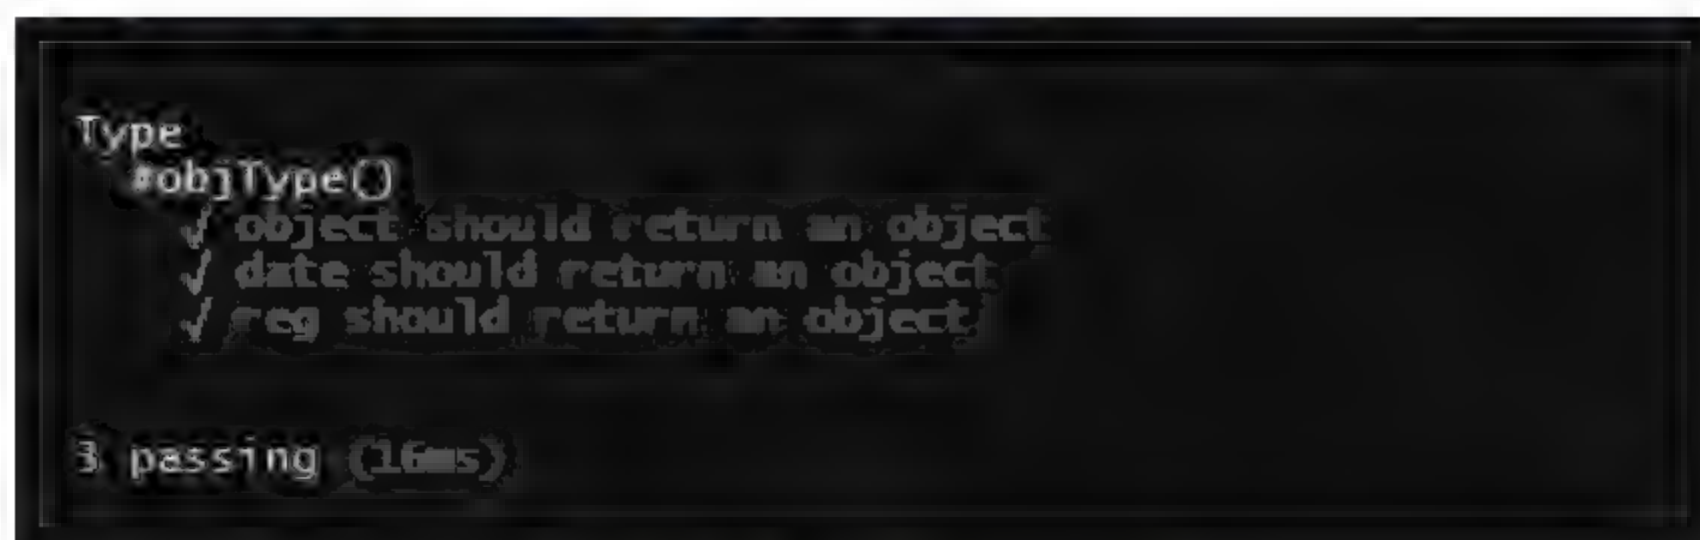 Type
#objType()
✓ object should return an object
✓ date should return an object
✓ reg should return an object
3 passing (16ms)